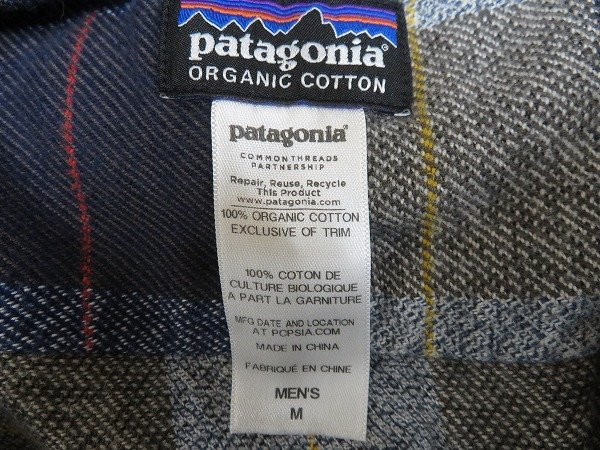 patagonia®
ORGANIC COTTON
patagonia®
COMMON THREADS
PARTNERSHIP
Repair, Reuse, Recycle
This Product
www.patagonia.com
100% ORGANIC COTTON
EXCLUSIVE OF TRIM
100% COTON DE
CULTURE BIOLOGIQUE
A PART LA GARNITURE
MFG DATE AND LOCATION
AT PCPSIA.COM
MADE IN CHINA
FABRIQUÉ EN CHINE
MEN'S
M